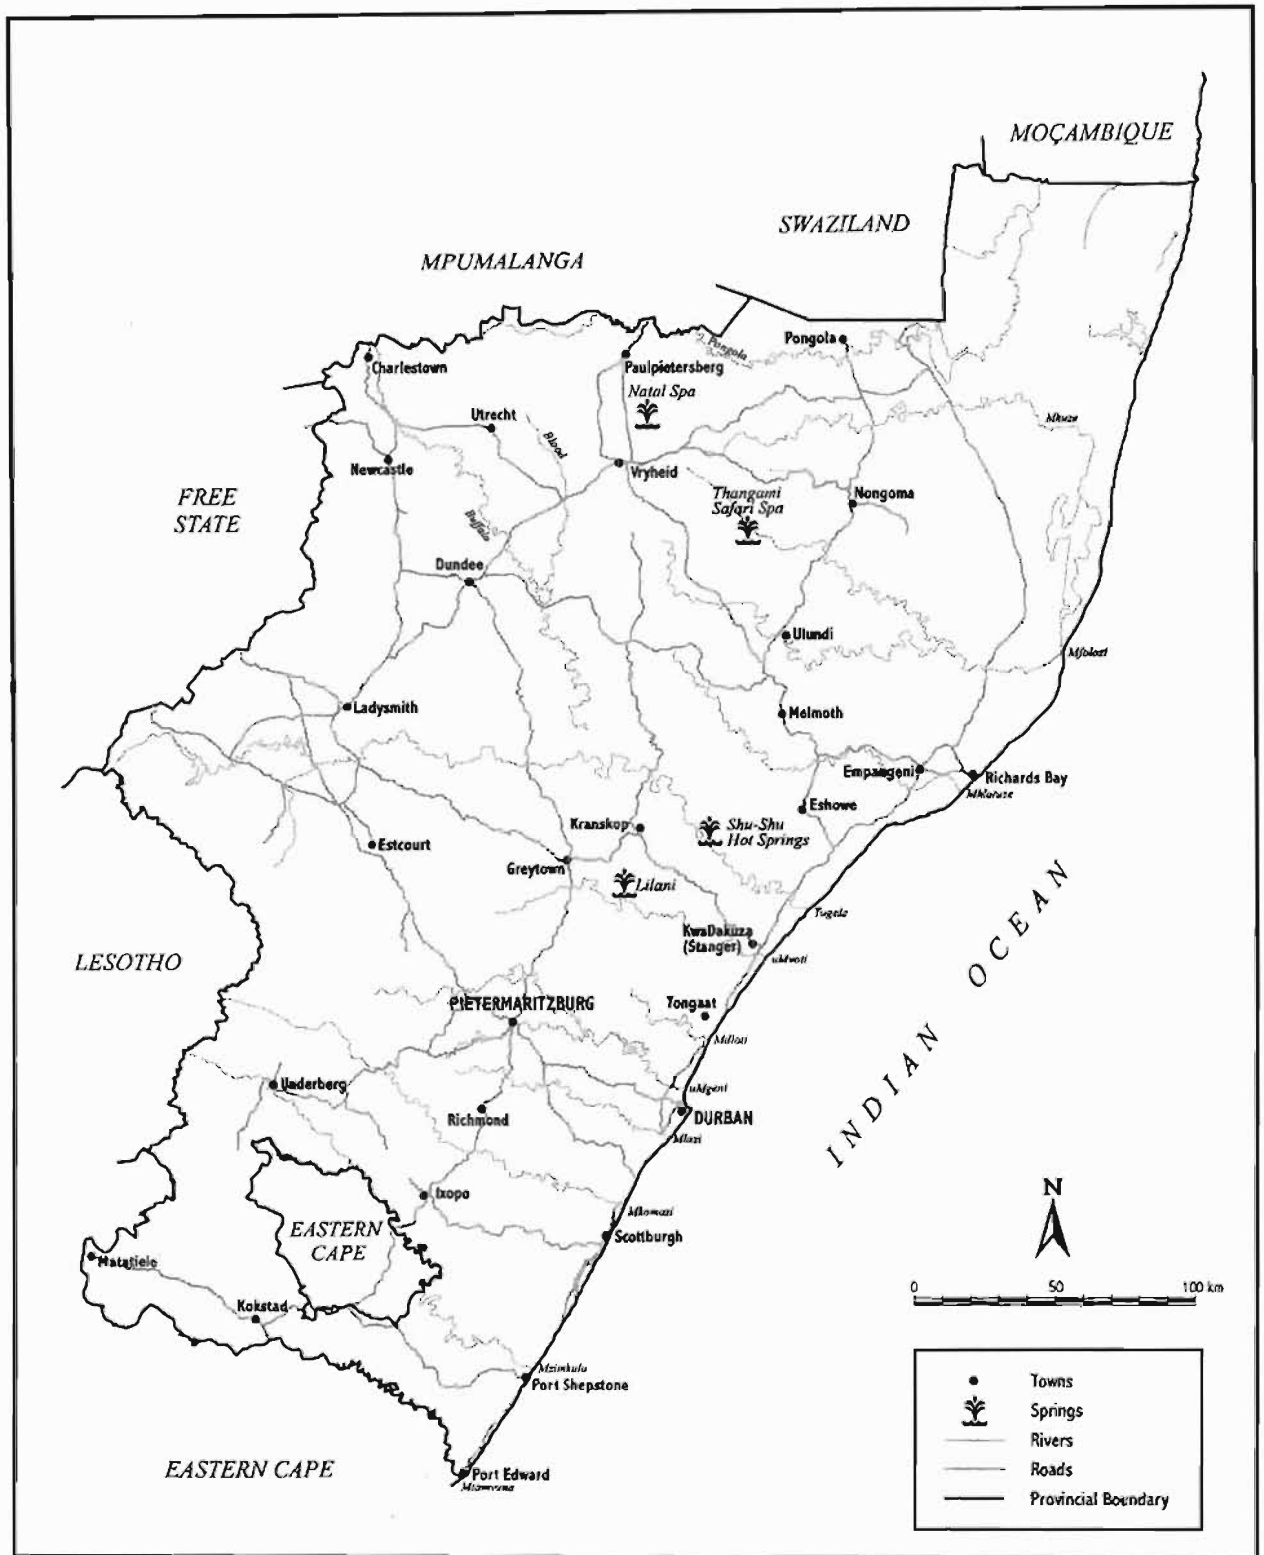 MOÇAMBIQUE
SWAZILAND
MPUMALANGA
Pongola
Pongola
Charlestown
Paulpietersberg
Natal Spa
Utrecht
Mkuze
Blood
Newcastle
Vryheid
FREE
STATE
Thangami
Safari Spa
Nongoma
Buffalo
Dundee
Ulundi
Mfolozi
Ladysmith
Melmoth
Empangeni
Richards Bay
Mhlatuze
Eshowe
Kranskop
Shu-Shu
Hot Springs
Estcourt
Greytown
Lilani
Tugela
KwaDakuza
(Stanger)
uMvoti
LESOTHO
INDIAN OCEAN
PIETERMARITZBURG
Tongaat
Mdloti
Underberg
uMgeni
Richmond
DURBAN
Mlazi
Ixopo
Mkomazi
EASTERN
CAPE
Scottburgh
N
Matatiele
0 50 100 km
Kokstad
Mzimkulu
Port Shepstone
Towns
Springs
Rivers
Roads
Provincial Boundary
EASTERN CAPE
Port Edward